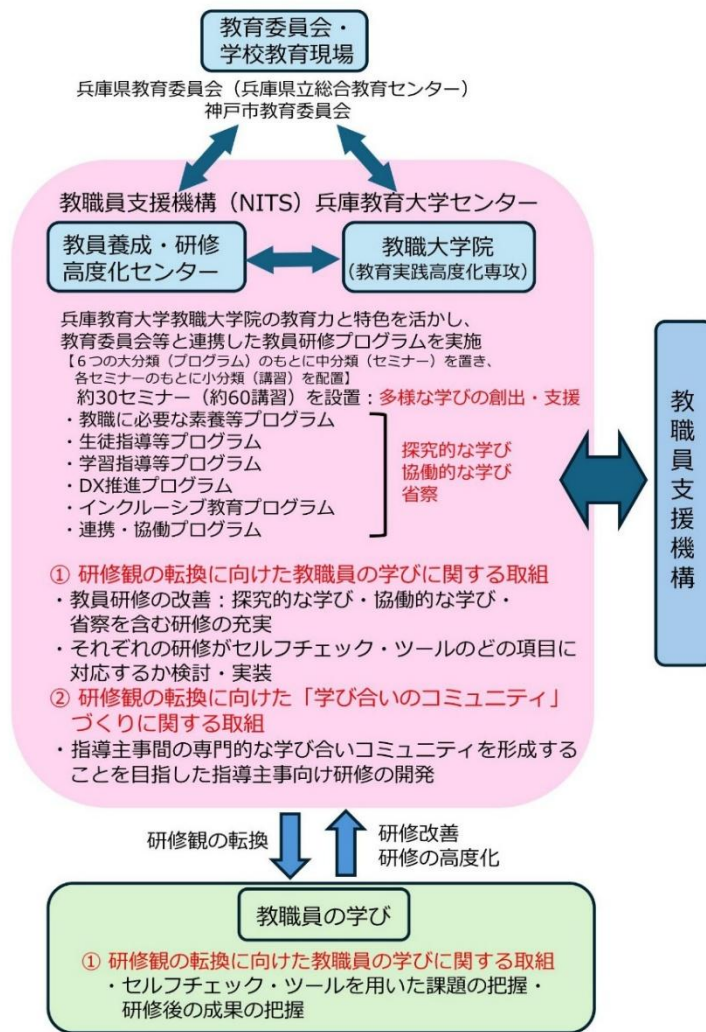 教育委員会・
学校教育現場
兵庫県教育委員会（兵庫県立総合教育センター）
神戸市教育委員会
教職員支援機構（NITS）兵庫教育大学センター
教員養成・研修
高度化センター
教職大学院
（教育実践高度化専攻）
兵庫教育大学教職大学院の教育力と特色を活かし、
教育委員会等と連携した教員研修プログラムを実施
【６つの大分類（プログラム）のもとに中分類（セミナー）を置き、
各セミナーのもとに小分類（講習）を配置】
約30セミナー（約60講習）を設置：多様な学びの創出・支援
・教職に必要な素養等プログラム
・生徒指導等プログラム
・学習指導等プログラム
・DX推進プログラム
・インクルーシブ教育プログラム
・連携・協働プログラム
探究的な学び
協働的な学び
省察
① 研修観の転換に向けた教職員の学びに関する取組
・教員研修の改善：探究的な学び・協働的な学び・
省察を含む研修の充実
・それぞれの研修がセルフチェック・ツールのどの項目に
対応するか検討・実装
② 研修観の転換に向けた「学び合いのコミュニティ」
づくりに関する取組
・指導主事間の専門的な学び合いコミュニティを形成する
ことを目指した指導主事向け研修の開発
教職員支援機構
研修観の転換
研修改善
研修の高度化
教職員の学び
① 研修観の転換に向けた教職員の学びに関する取組
・セルフチェック・ツールを用いた課題の把握・
研修後の成果の把握